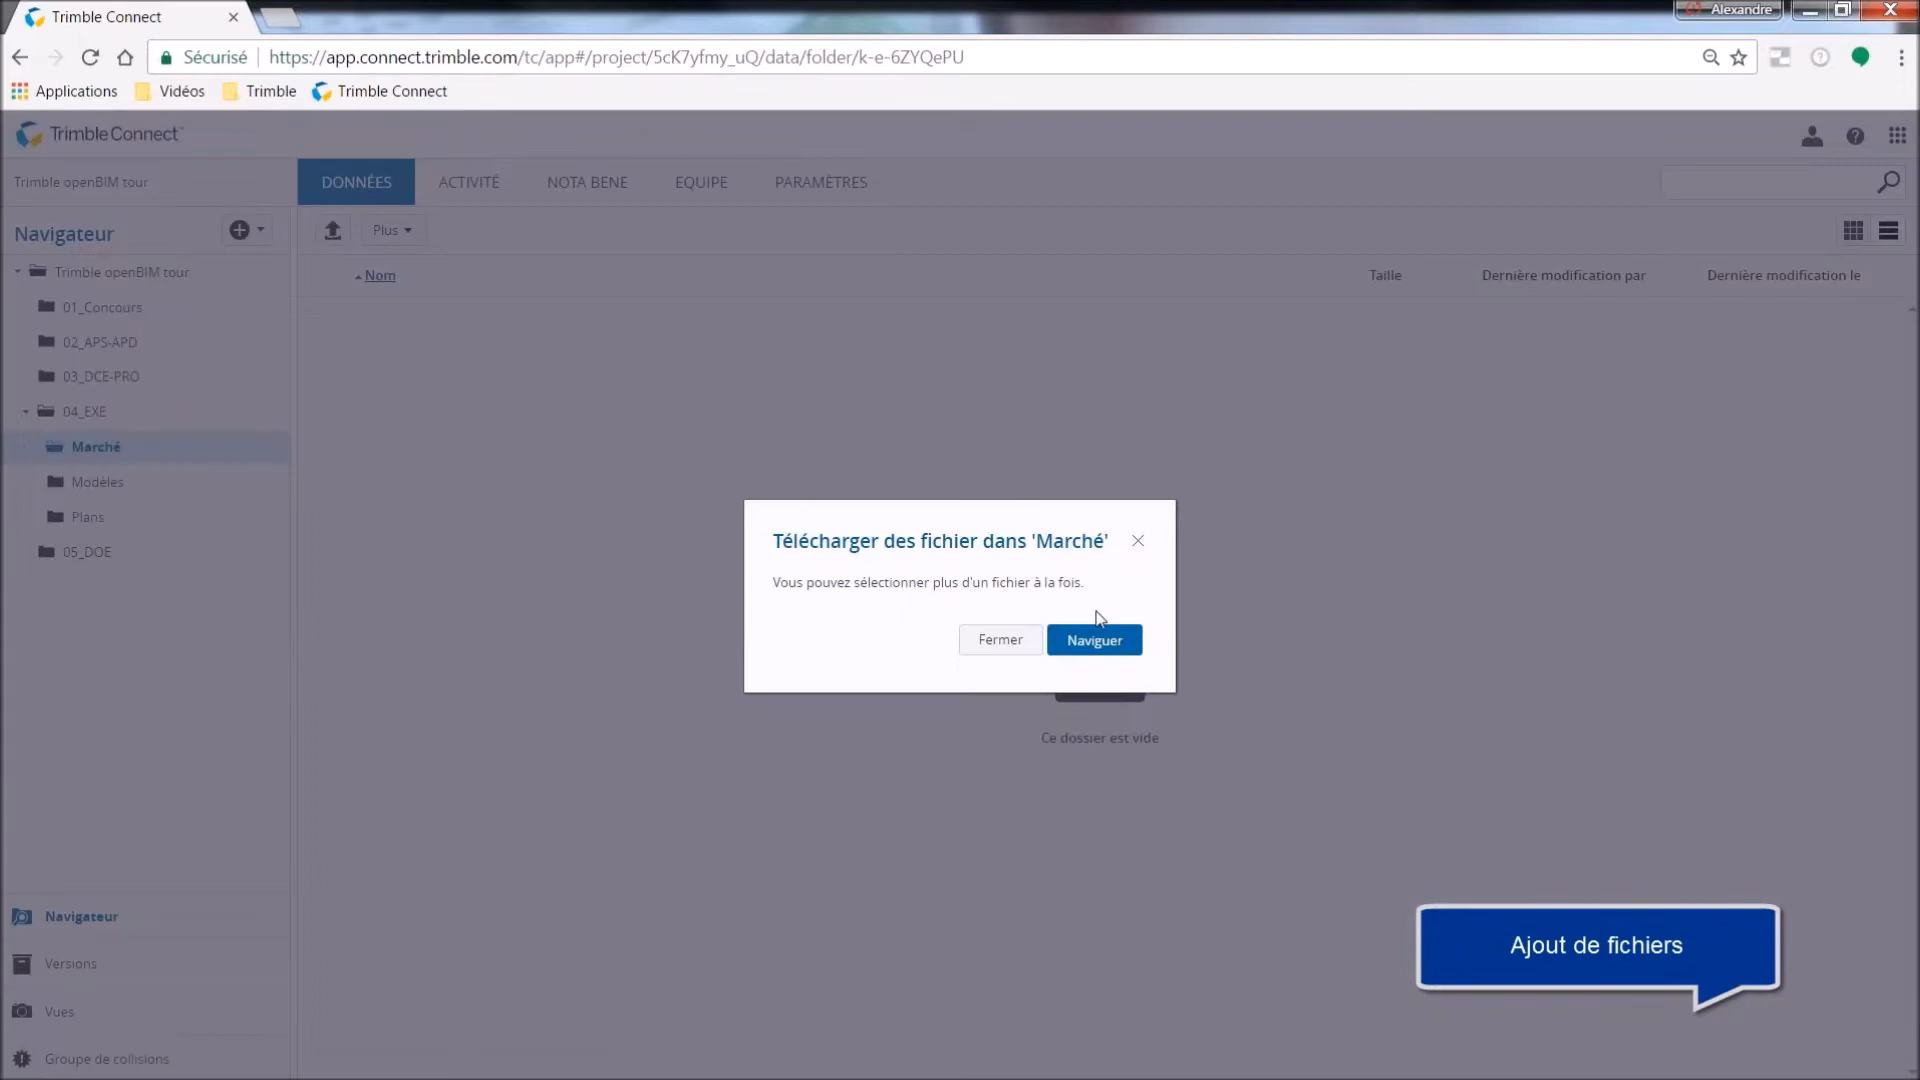 Trimble Connect
Alexandre
Sécurisé
https://app.connect.trimble.com/tc/app#/project/5cK7yfmy_uQ/data/folder/k-e-6ZYQePU
Applications Vidéos Trimble Trimble Connect
Trimble Connect
Trimble openBIM tour
DONNÉES ACTIVITÉ NOTA BENE EQUIPE PARAMÈTRES
Navigateur
Plus
Nom Taille Dernière modification par Dernière modification le
Trimble openBIM tour
01_Concours
02_APS-APD
03_DCE-PRO
04_EXE
Marché
Modèles
Plans
05_DOE
Télécharger des fichier dans 'Marché'
Vous pouvez sélectionner plus d'un fichier à la fois.
Fermer Naviguer
Ce dossier est vide
Navigateur
Versions
Vues
Groupe de collisions
Ajout de fichiers